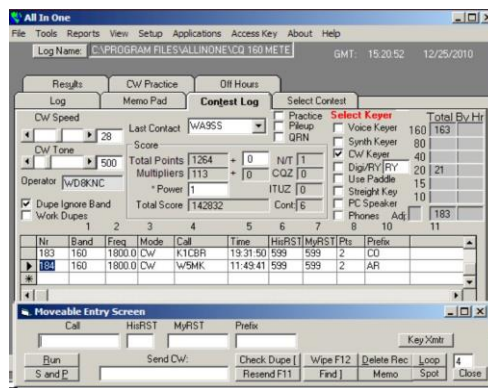 All In One
File Tools Reports View Setup Applications Access Key About Help
Log Name: C:\PROGRAM FILES\ALLINONE\CQ 160 METE GMT: 15:20:52 12/25/2010
Results CW Practice Off Hours
Log Memo Pad Contest Log Select Contest
CW Speed
28
CW Tone
500
Operator WD8KNC
Dupe Ignore Band
Work Dupes
Last Contact WA9SS
Practice
Pileup
QRN
Score
Total Points 1264 + 0 N/T 1
Multipliers 113 + 0 CQZ 0
* Power 1 ITUZ 0
Total Score 142832 Cont: 6
Select Keyer
Voice Keyer
Synth Keyer
CW Keyer
Digi/RY RY
Use Paddle
Streight Key
PC Speaker
Phones Adj:
Total By Hr
160 163
80
40
20 21
15
10
183
1 2 3 4 5 6 7 8 10 11
Nr Band Freq Mode Call Time HisRST MyRST Pts Prefix
183 160 1800.0 CW K1CBR 19:31:50 599 599 2 CO
184 160 1800.0 CW W5MK 11:49:41 599 599 2 AR
Moveable Entry Screen
Call HisRST MyRST Prefix
Key Xmtr
Run Send CW: Check Dupe [ Wipe F12 Delete Rec Loop 4
S and P Resend F11 Find ] Memo Spot Close